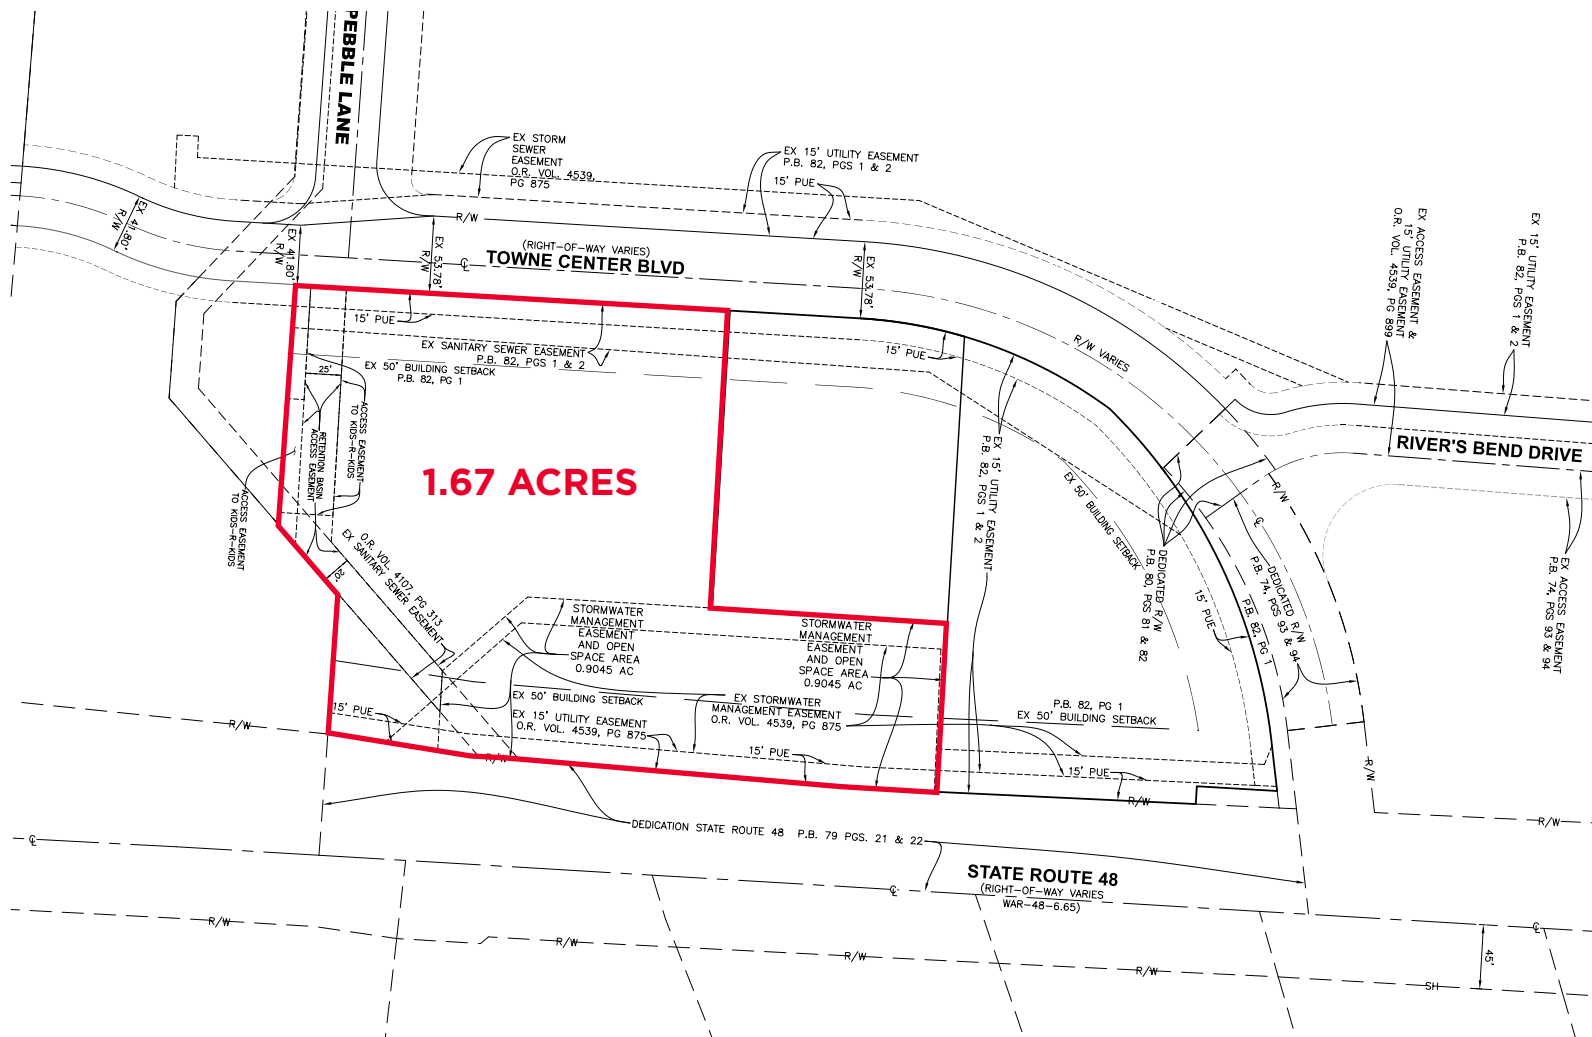 PEBBLE LANE
EX STORM
SEWER
EASEMENT
O.R. VOL. 4539,
PG 875
EX 15' UTILITY EASEMENT
P.B. 82, PGS 1 & 2
15' PUE
R/W
EX 41.80'
R/W
EX 41.80'
R/W
EX 53.78'
R/W
(RIGHT-OF-WAY VARIES)
TOWNE CENTER BLVD
EX 53.78'
R/W
EX ACCESS EASEMENT &
15' UTILITY EASEMENT
O.R. VOL. 4539, PG 899
EX 15' UTILITY EASEMENT
P.B. 82, PGS 1 & 2
R/W VARIES
RIVER'S BEND DRIVE
15' PUE
EX SANITARY SEWER EASEMENT
P.B. 82, PGS 1 & 2
EX 50' BUILDING SETBACK
P.B. 82, PG 1
25'
15' PUE
ACCESS EASEMENT
TO KIDS-R-KIDS
RETENTION BASIN
ACCESS EASEMENT
ACCESS EASEMENT
TO KIDS-R-KIDS
1.67 ACRES
EX 15' UTILITY EASEMENT
P.B. 82, PGS 1 & 2
EX 50' BUILDING SETBACK
R/W
DEDICATED R/W
P.B. 80, PGS 81 & 82
DEDICATED R/W
P.B. 74, PGS 93 & 94
P.B. 82, PG 1
15' PUE
EX ACCESS EASEMENT
P.B. 74, PGS 93 & 94
O.R. VOL. 4107, PG 313
EX SANITARY SEWER EASEMENT
20'
STORMWATER
MANAGEMENT
EASEMENT
AND OPEN
SPACE AREA
0.9045 AC
STORMWATER
MANAGEMENT
EASEMENT
AND OPEN
SPACE AREA
0.9045 AC
EX 50' BUILDING SETBACK
EX STORMWATER
MANAGEMENT EASEMENT
O.R. VOL. 4539, PG 875
P.B. 82, PG 1
EX 50' BUILDING SETBACK
15' PUE
EX 15' UTILITY EASEMENT
O.R. VOL. 4539, PG 875
R/W
R/W
15' PUE
15' PUE
R/W
R/W
R/W
DEDICATION STATE ROUTE 48 P.B. 79 PGS. 21 & 22
STATE ROUTE 48
(RIGHT-OF-WAY VARIES
WAR-48-6.65)
R/W
R/W
R/W
R/W
SH
45'